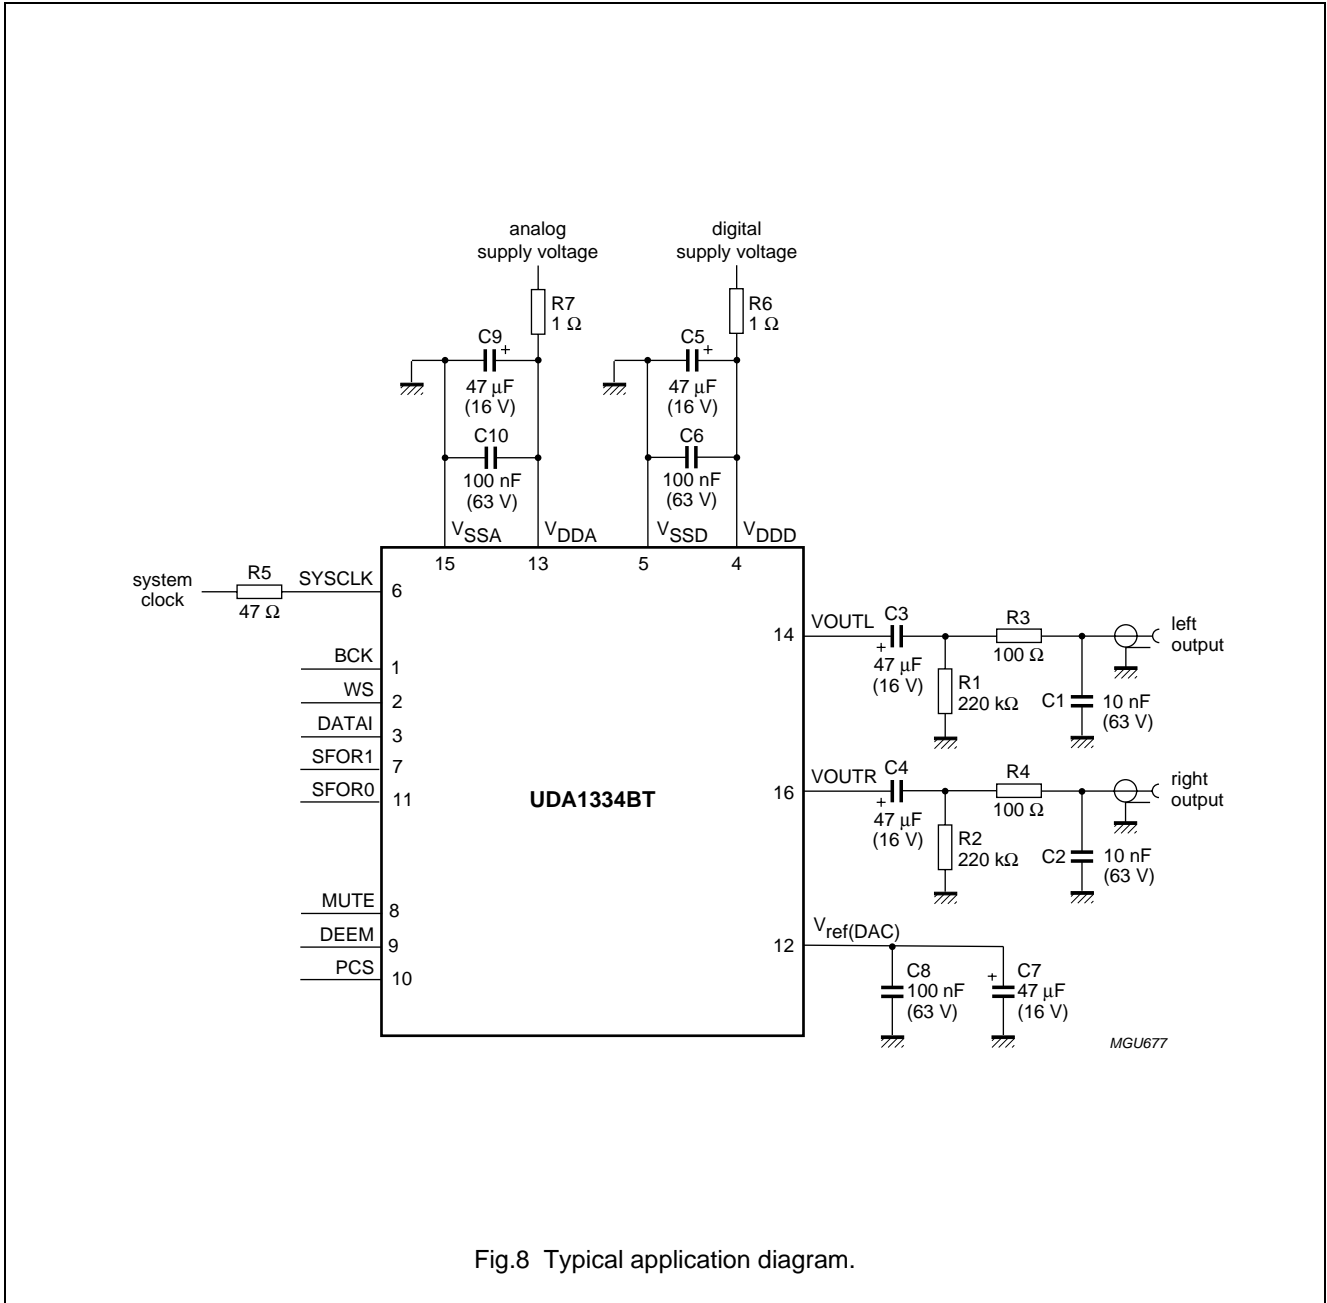 analog
supply voltage
digital
supply voltage
R7
1 Ω
R6
1 Ω
C9
+
47 μF
(16 V)
C5
+
47 μF
(16 V)
C10
100 nF
(63 V)
C6
100 nF
(63 V)
VSSA
VDDA
VSSD
VDDD
15
13
5
4
system
clock
R5
47 Ω
SYSCLK
6
BCK
1
WS
2
DATAI
3
SFOR1
7
SFOR0
11
MUTE
8
DEEM
9
PCS
10
UDA1334BT
14
VOUTL
C3
+
47 μF
(16 V)
R1
220 kΩ
R3
100 Ω
C1
10 nF
(63 V)
left
output
16
VOUTR
C4
+
47 μF
(16 V)
R2
220 kΩ
R4
100 Ω
C2
10 nF
(63 V)
right
output
12
Vref(DAC)
C8
100 nF
(63 V)
+
C7
47 μF
(16 V)
MGU677
Fig.8 Typical application diagram.